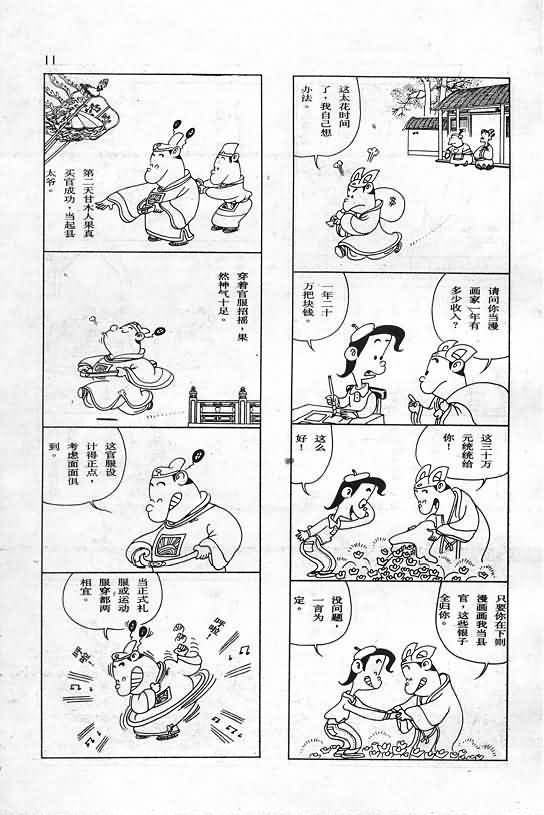 11
这太花时间
了，我自己想
办法。
请问你当漫
画家一年有
多少收入？
一年二十
万把块钱。
这三十万
元统统给
你！
这么
好！
只要你在下则
漫画画我当县
官，这些银子
全归你。
没问题，
一言为
定。
第二天甘木人果真
买官成功，当起县
太爷。
穿着官服招摇，果
然神气十足。
这官服设
计得正点，
考虑面面俱
到。
当正式礼
服或运动
服穿都两
相宜。
呼啦！
呼啦！